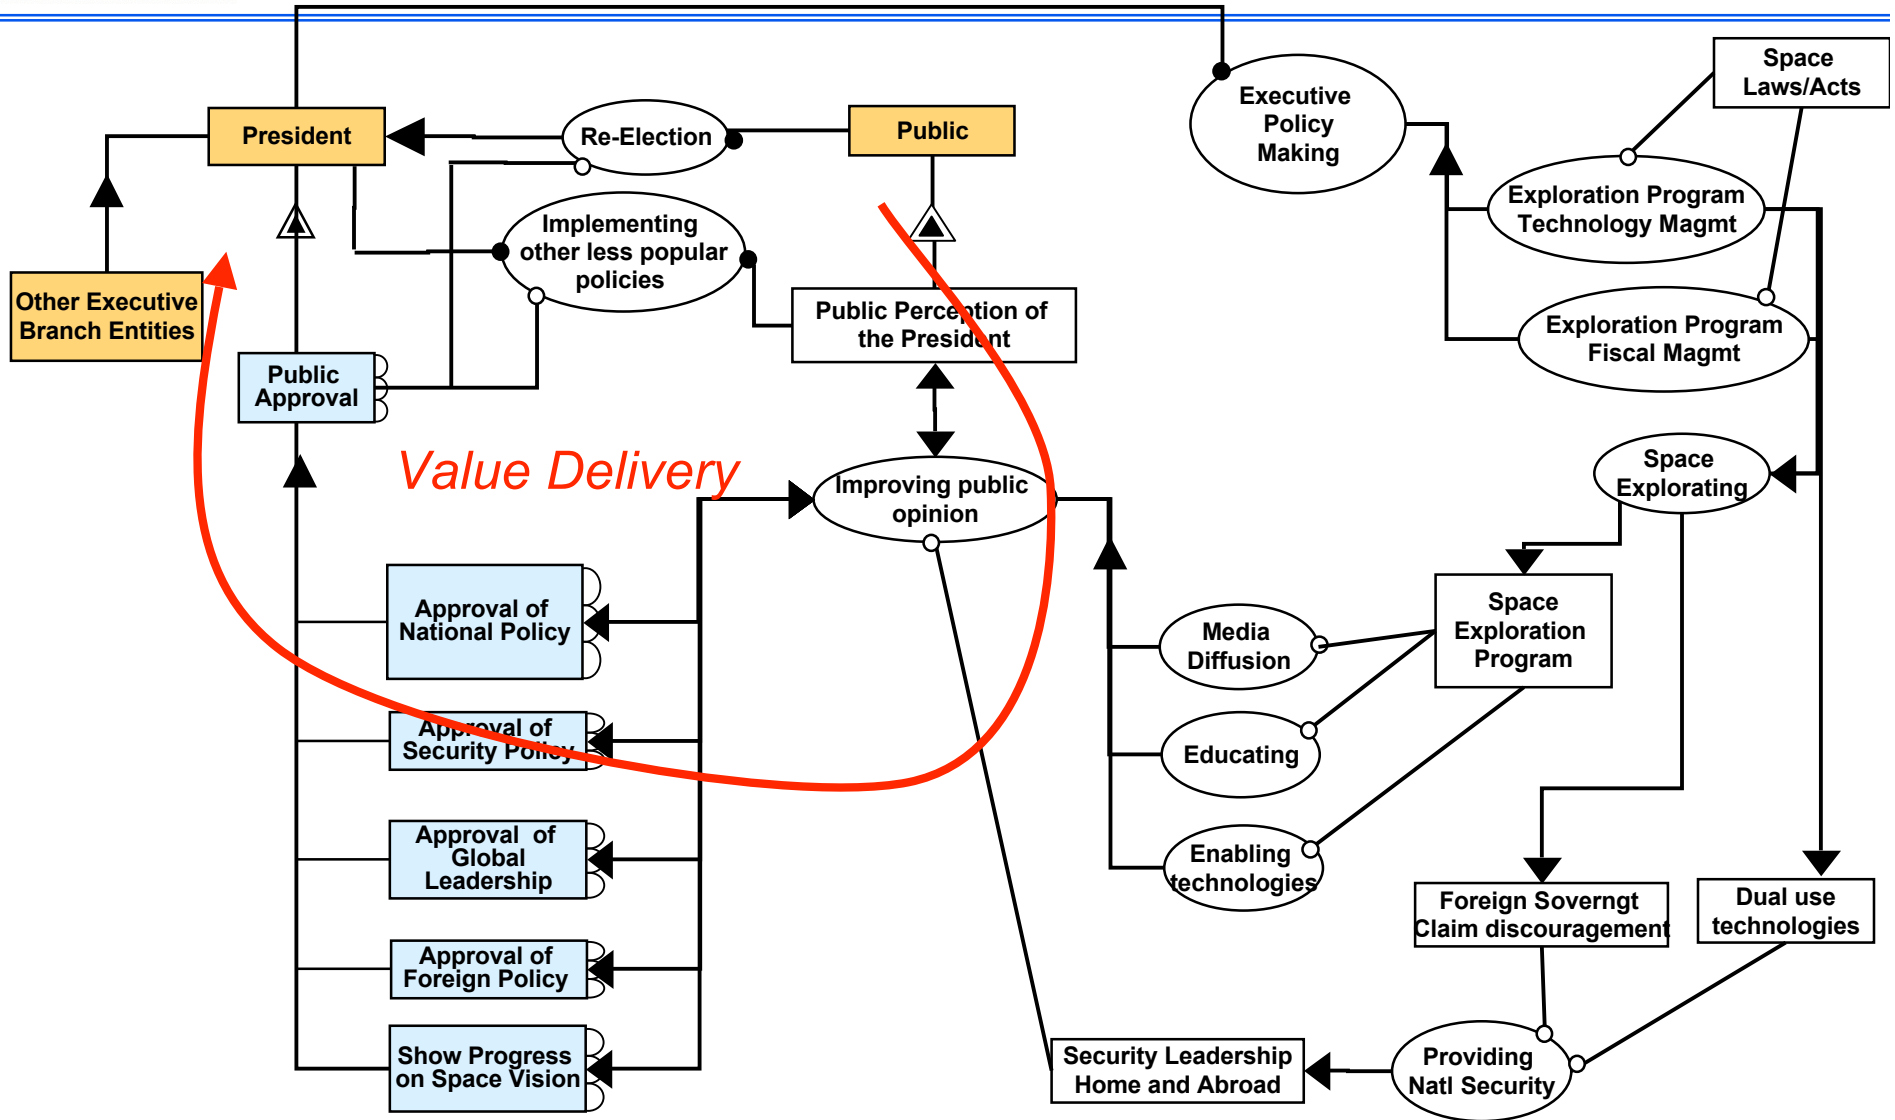 Space
Laws/Acts
Executive
Policy
Making
President
Re-Election
Public
Exploration Program
Technology Magmt
Implementing
other less popular
policies
Other Executive
Branch Entities
Public Perception of
the President
Exploration Program
Fiscal Magmt
Public
Approval
Value Delivery
Improving public
opinion
Space
Explorating
Approval of
National Policy
Media
Diffusion
Space
Exploration
Program
Approval of
Security Policy
Educating
Approval of
Global
Leadership
Enabling
technologies
Foreign Soverngt
Claim discouragement
Dual use
technologies
Approval of
Foreign Policy
Show Progress
on Space Vision
Security Leadership
Home and Abroad
Providing
Natl Security